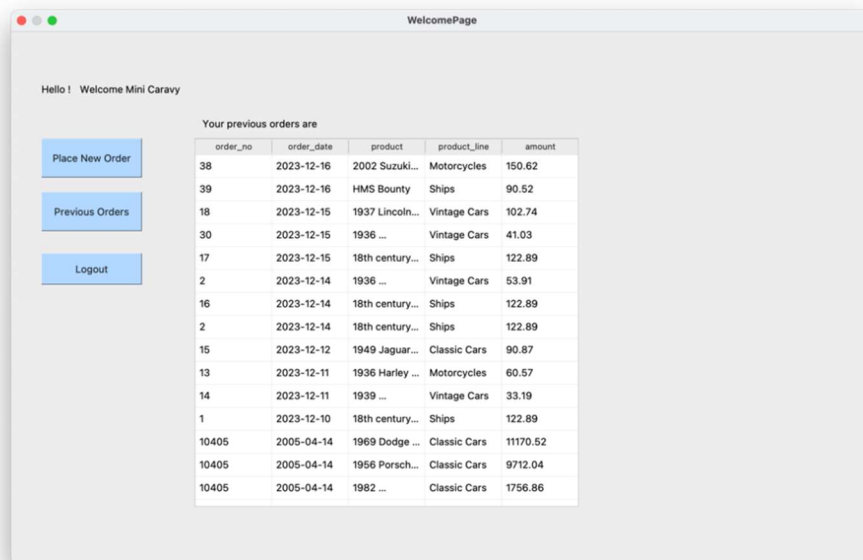 WelcomePage
Hello ! Welcome Mini Caravy
Your previous orders are
Place New Order
Previous Orders
Logout
order_no order_date product product_line amount
38 2023-12-16 2002 Suzuki... Motorcycles 150.62
39 2023-12-16 HMS Bounty Ships 90.52
18 2023-12-15 1937 Lincoln... Vintage Cars 102.74
30 2023-12-15 1936 ... Vintage Cars 41.03
17 2023-12-15 18th century... Ships 122.89
2 2023-12-14 1936 ... Vintage Cars 53.91
16 2023-12-14 18th century... Ships 122.89
2 2023-12-14 18th century... Ships 122.89
15 2023-12-12 1949 Jaguar... Classic Cars 90.87
13 2023-12-11 1936 Harley ... Motorcycles 60.57
14 2023-12-11 1939 ... Vintage Cars 33.19
1 2023-12-10 18th century... Ships 122.89
10405 2005-04-14 1969 Dodge ... Classic Cars 11170.52
10405 2005-04-14 1956 Porsch... Classic Cars 9712.04
10405 2005-04-14 1982 ... Classic Cars 1756.86